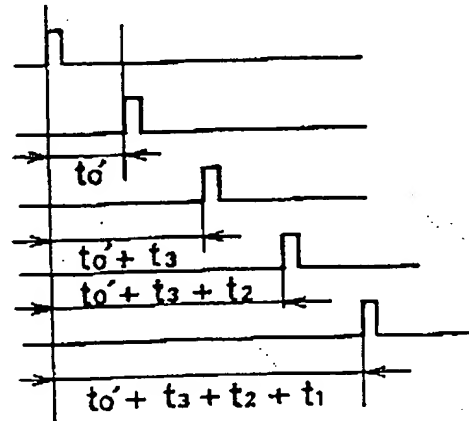 to'
to' + t3
to' + t3 + t2
to' + t3 + t2 + t1